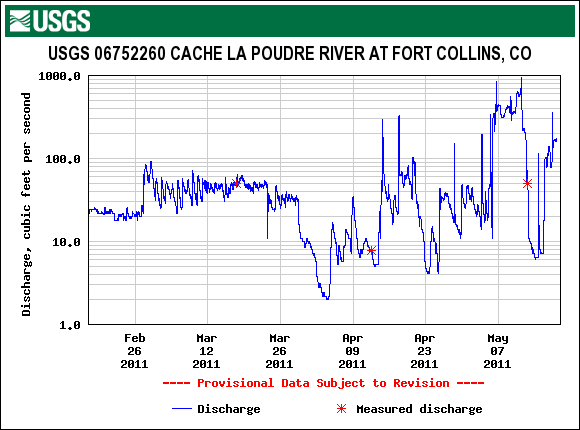 USGS
USGS 06752260 CACHE LA POUDRE RIVER AT FORT COLLINS, CO
Discharge, cubic feet per second
1000.0
100.0
10.0
1.0
Feb 26 2011
Mar 12 2011
Mar 26 2011
Apr 09 2011
Apr 23 2011
May 07 2011
---- Provisional Data Subject to Revision ----
Discharge
Measured discharge